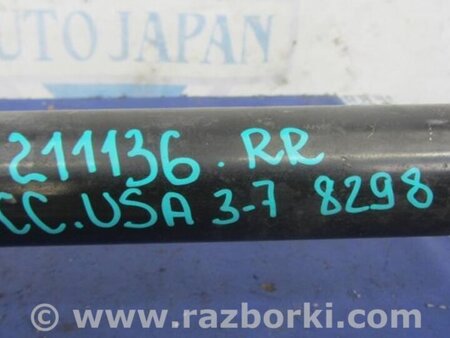 AUTO JAPAN
211136.RR
CC.USA 3-7 8298
www.razborki.com